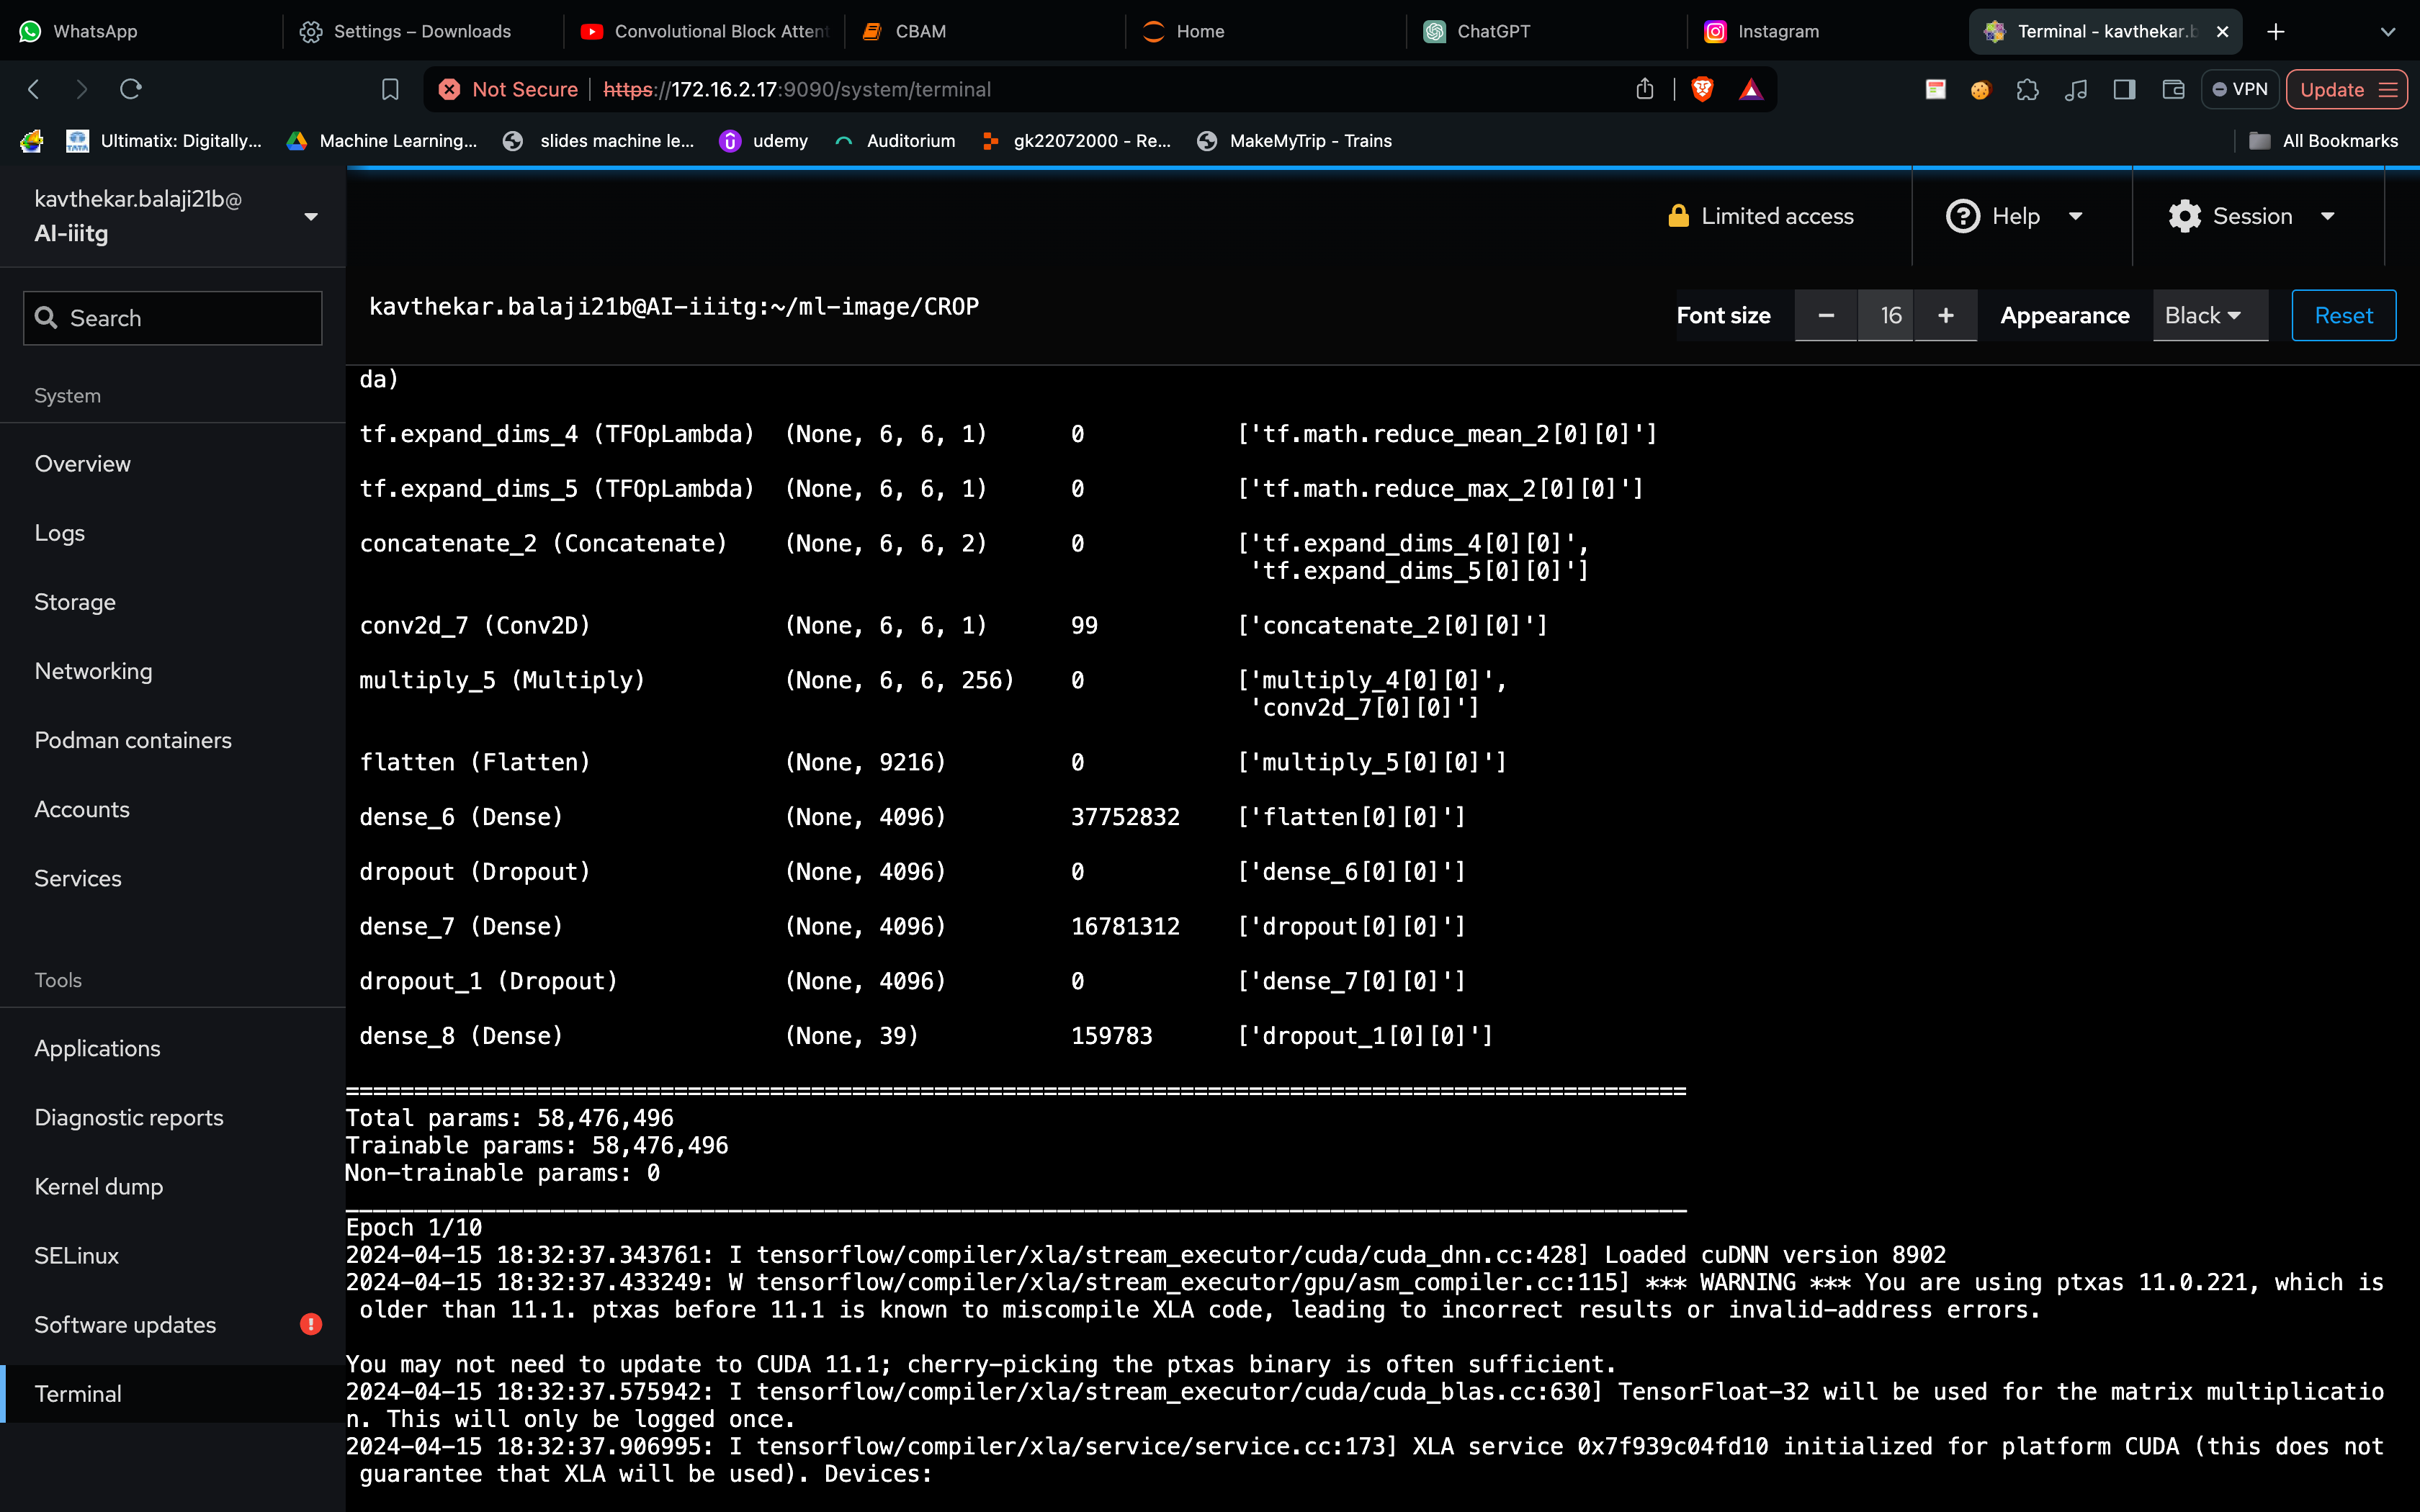 WhatsApp
Settings – Downloads
Convolutional Block Attent
CBAM
Home
ChatGPT
Instagram
Terminal - kavthekar.b
Not Secure
https://172.16.2.17:9090/system/terminal
VPN
Update
TATA
Ultimatix: Digitally...
Machine Learning...
slides machine le...
udemy
Auditorium
gk22072000 - Re...
MakeMyTrip - Trains
All Bookmarks
kavthekar.balaji21b@
AI-iiitg
Limited access
Help
Session
Search
kavthekar.balaji21b@AI-iiitg:~/ml-image/CROP
Font size
16
Appearance
Black
Reset
System
Overview
Logs
Storage
Networking
Podman containers
Accounts
Services
Tools
Applications
Diagnostic reports
Kernel dump
SELinux
Software updates
Terminal
da)
tf.expand_dims_4 (TFOpLambda) (None, 6, 6, 1) 0 ['tf.math.reduce_mean_2[0][0]']
tf.expand_dims_5 (TFOpLambda) (None, 6, 6, 1) 0 ['tf.math.reduce_max_2[0][0]']
concatenate_2 (Concatenate) (None, 6, 6, 2) 0 ['tf.expand_dims_4[0][0]',
'tf.expand_dims_5[0][0]']
conv2d_7 (Conv2D) (None, 6, 6, 1) 99 ['concatenate_2[0][0]']
multiply_5 (Multiply) (None, 6, 6, 256) 0 ['multiply_4[0][0]',
'conv2d_7[0][0]']
flatten (Flatten) (None, 9216) 0 ['multiply_5[0][0]']
dense_6 (Dense) (None, 4096) 37752832 ['flatten[0][0]']
dropout (Dropout) (None, 4096) 0 ['dense_6[0][0]']
dense_7 (Dense) (None, 4096) 16781312 ['dropout[0][0]']
dropout_1 (Dropout) (None, 4096) 0 ['dense_7[0][0]']
dense_8 (Dense) (None, 39) 159783 ['dropout_1[0][0]']
==================================================================================================
Total params: 58,476,496
Trainable params: 58,476,496
Non-trainable params: 0
__________________________________________________________________________________________________
Epoch 1/10
2024-04-15 18:32:37.343761: I tensorflow/compiler/xla/stream_executor/cuda/cuda_dnn.cc:428] Loaded cuDNN version 8902
2024-04-15 18:32:37.433249: W tensorflow/compiler/xla/stream_executor/gpu/asm_compiler.cc:115] *** WARNING *** You are using ptxas 11.0.221, which is
older than 11.1. ptxas before 11.1 is known to miscompile XLA code, leading to incorrect results or invalid-address errors.
You may not need to update to CUDA 11.1; cherry-picking the ptxas binary is often sufficient.
2024-04-15 18:32:37.575942: I tensorflow/compiler/xla/stream_executor/cuda/cuda_blas.cc:630] TensorFloat-32 will be used for the matrix multiplicatio
n. This will only be logged once.
2024-04-15 18:32:37.906995: I tensorflow/compiler/xla/service/service.cc:173] XLA service 0x7f939c04fd10 initialized for platform CUDA (this does not
guarantee that XLA will be used). Devices: